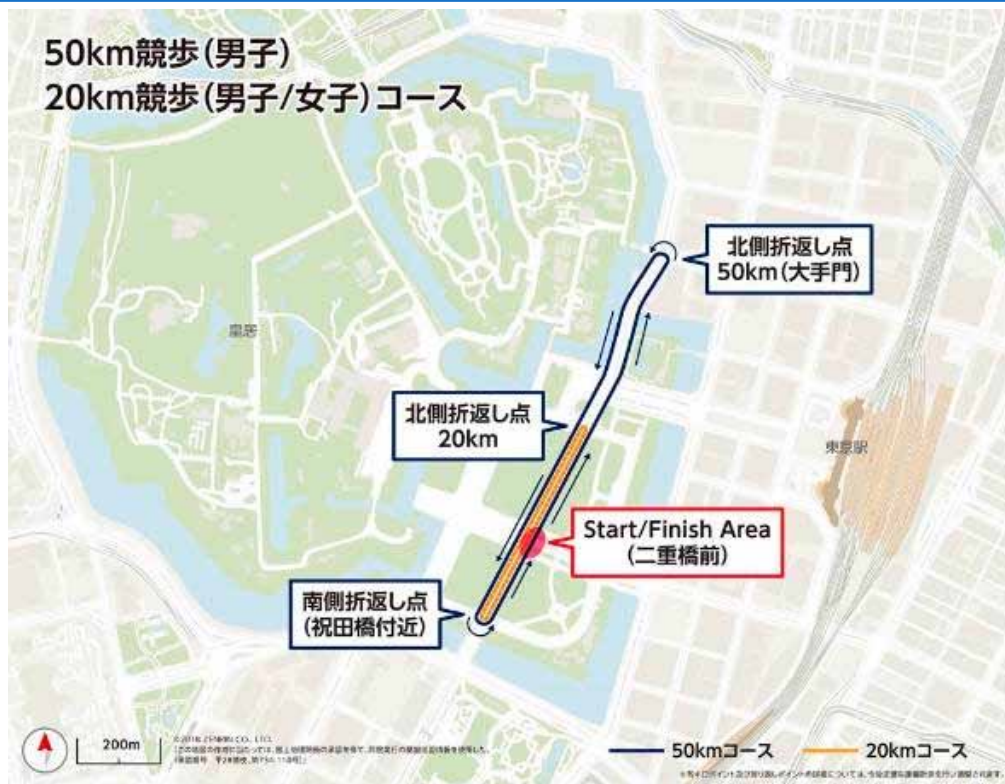 50km競歩(男子)
20km競歩(男子/女子)コース
北側折返し点
50km(大手門)
皇居
北側折返し点
20km
東京駅
Start/Finish Area
(二重橋前)
南側折返し点
(祝田橋付近)
200m
50kmコース
20kmコース